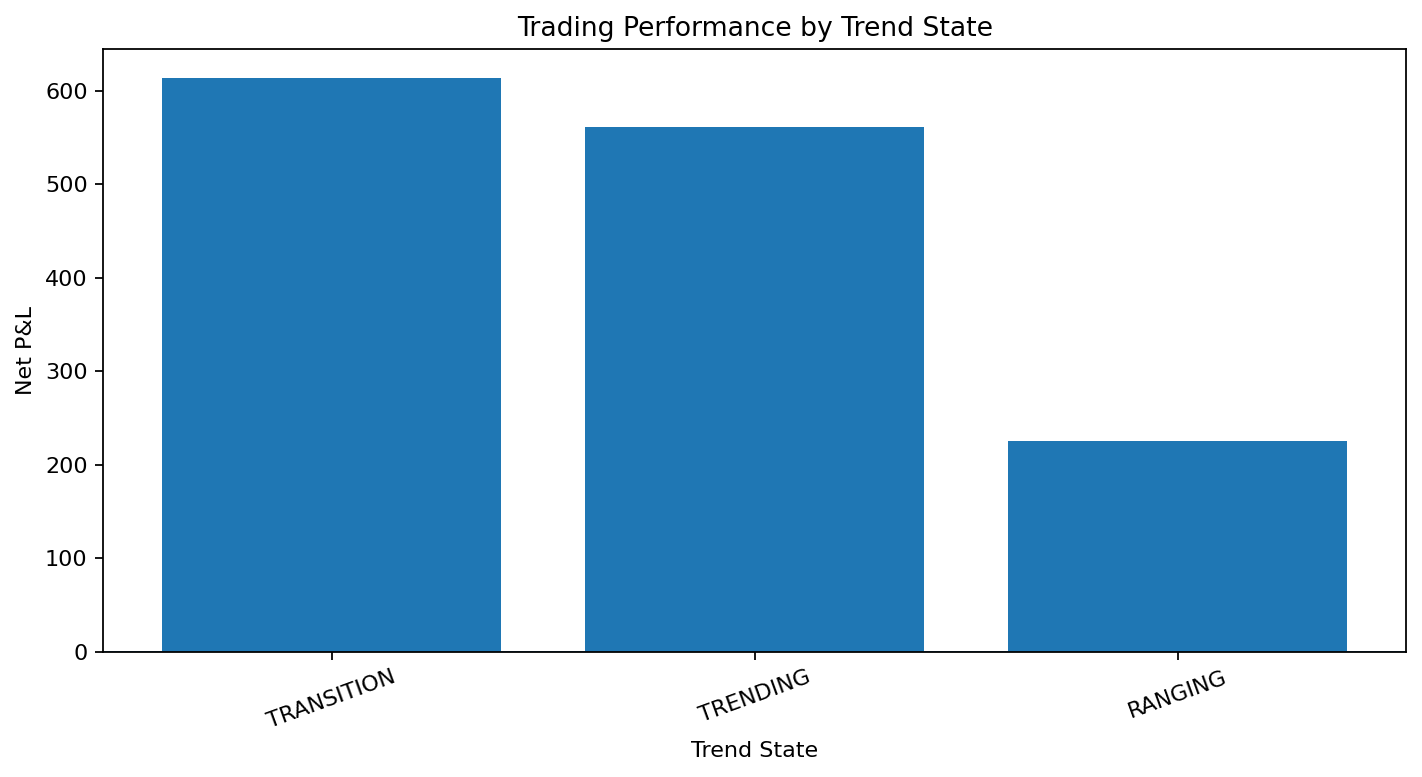 Trading Performance by Trend State
Net P&L
600
500
400
300
200
100
0
TRANSITION
TRENDING
RANGING
Trend State